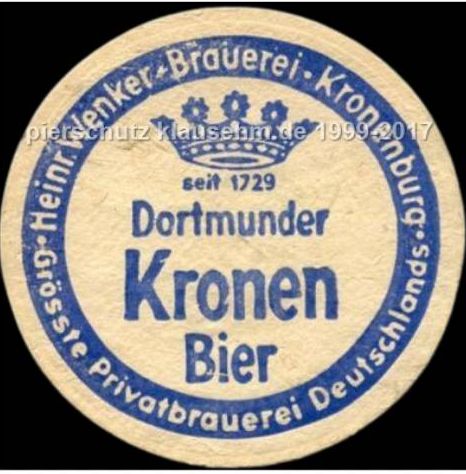 Heinr. Wenker-Brauerei · Kronenburg ·
pierschutz klausehm.de 1999-2017
seit 1729
Dortmunder
Kronen
Bier
Grösste Privatbrauerei Deutschlands ·